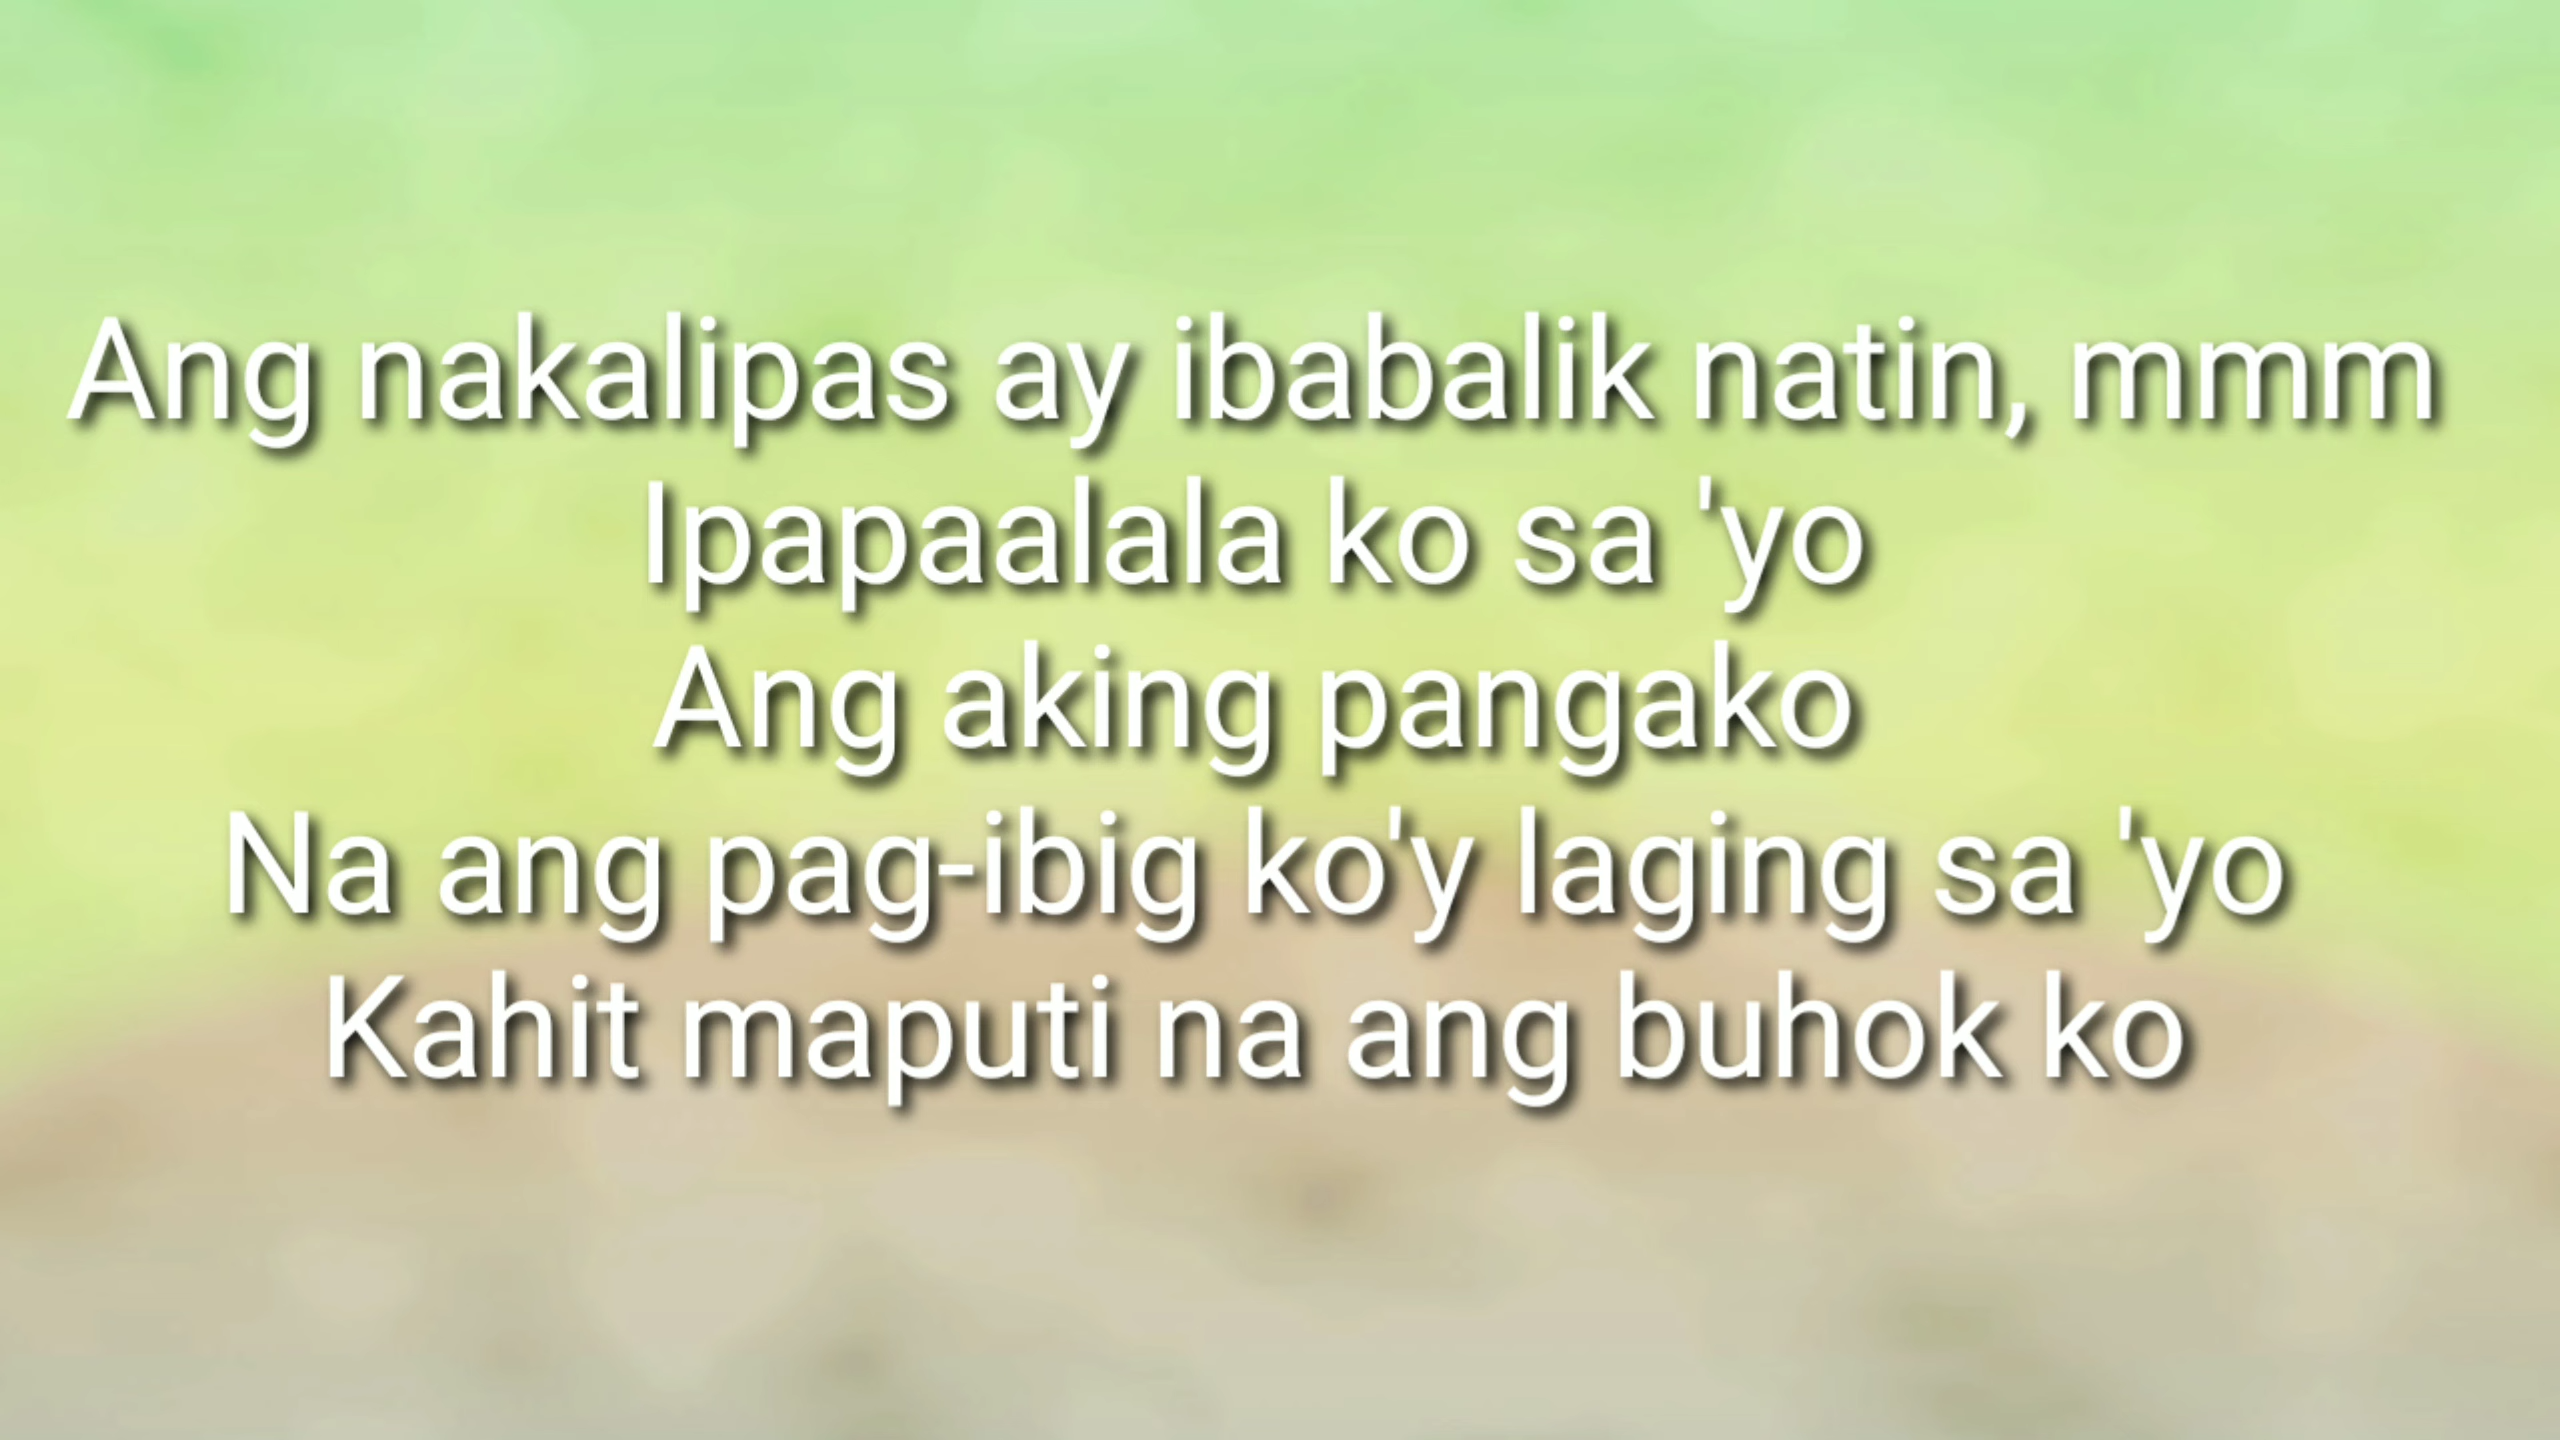 Ang nakalipas ay ibabalik natin, mmm
Ipapaalala ko sa 'yo
Ang aking pangako
Na ang pag-ibig ko'y laging sa 'yo
Kahit maputi na ang buhok ko